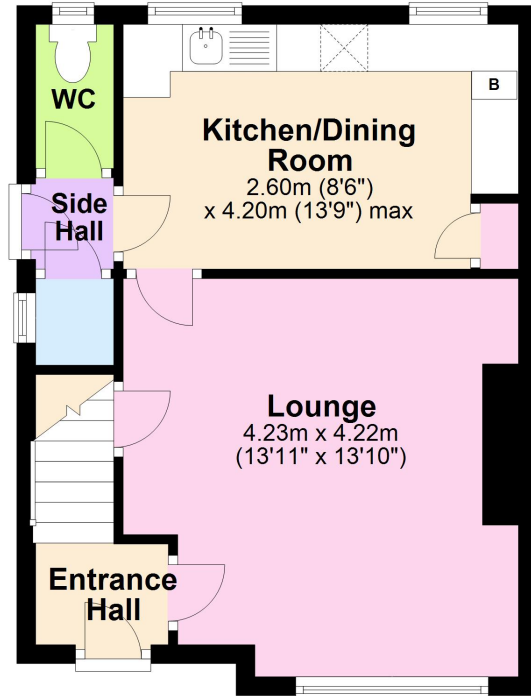 WC
B
Kitchen/Dining
Room
2.60m (8'6")
x 4.20m (13'9") max
Side
Hall
Lounge
4.23m x 4.22m
(13'11" x 13'10")
Entrance
Hall